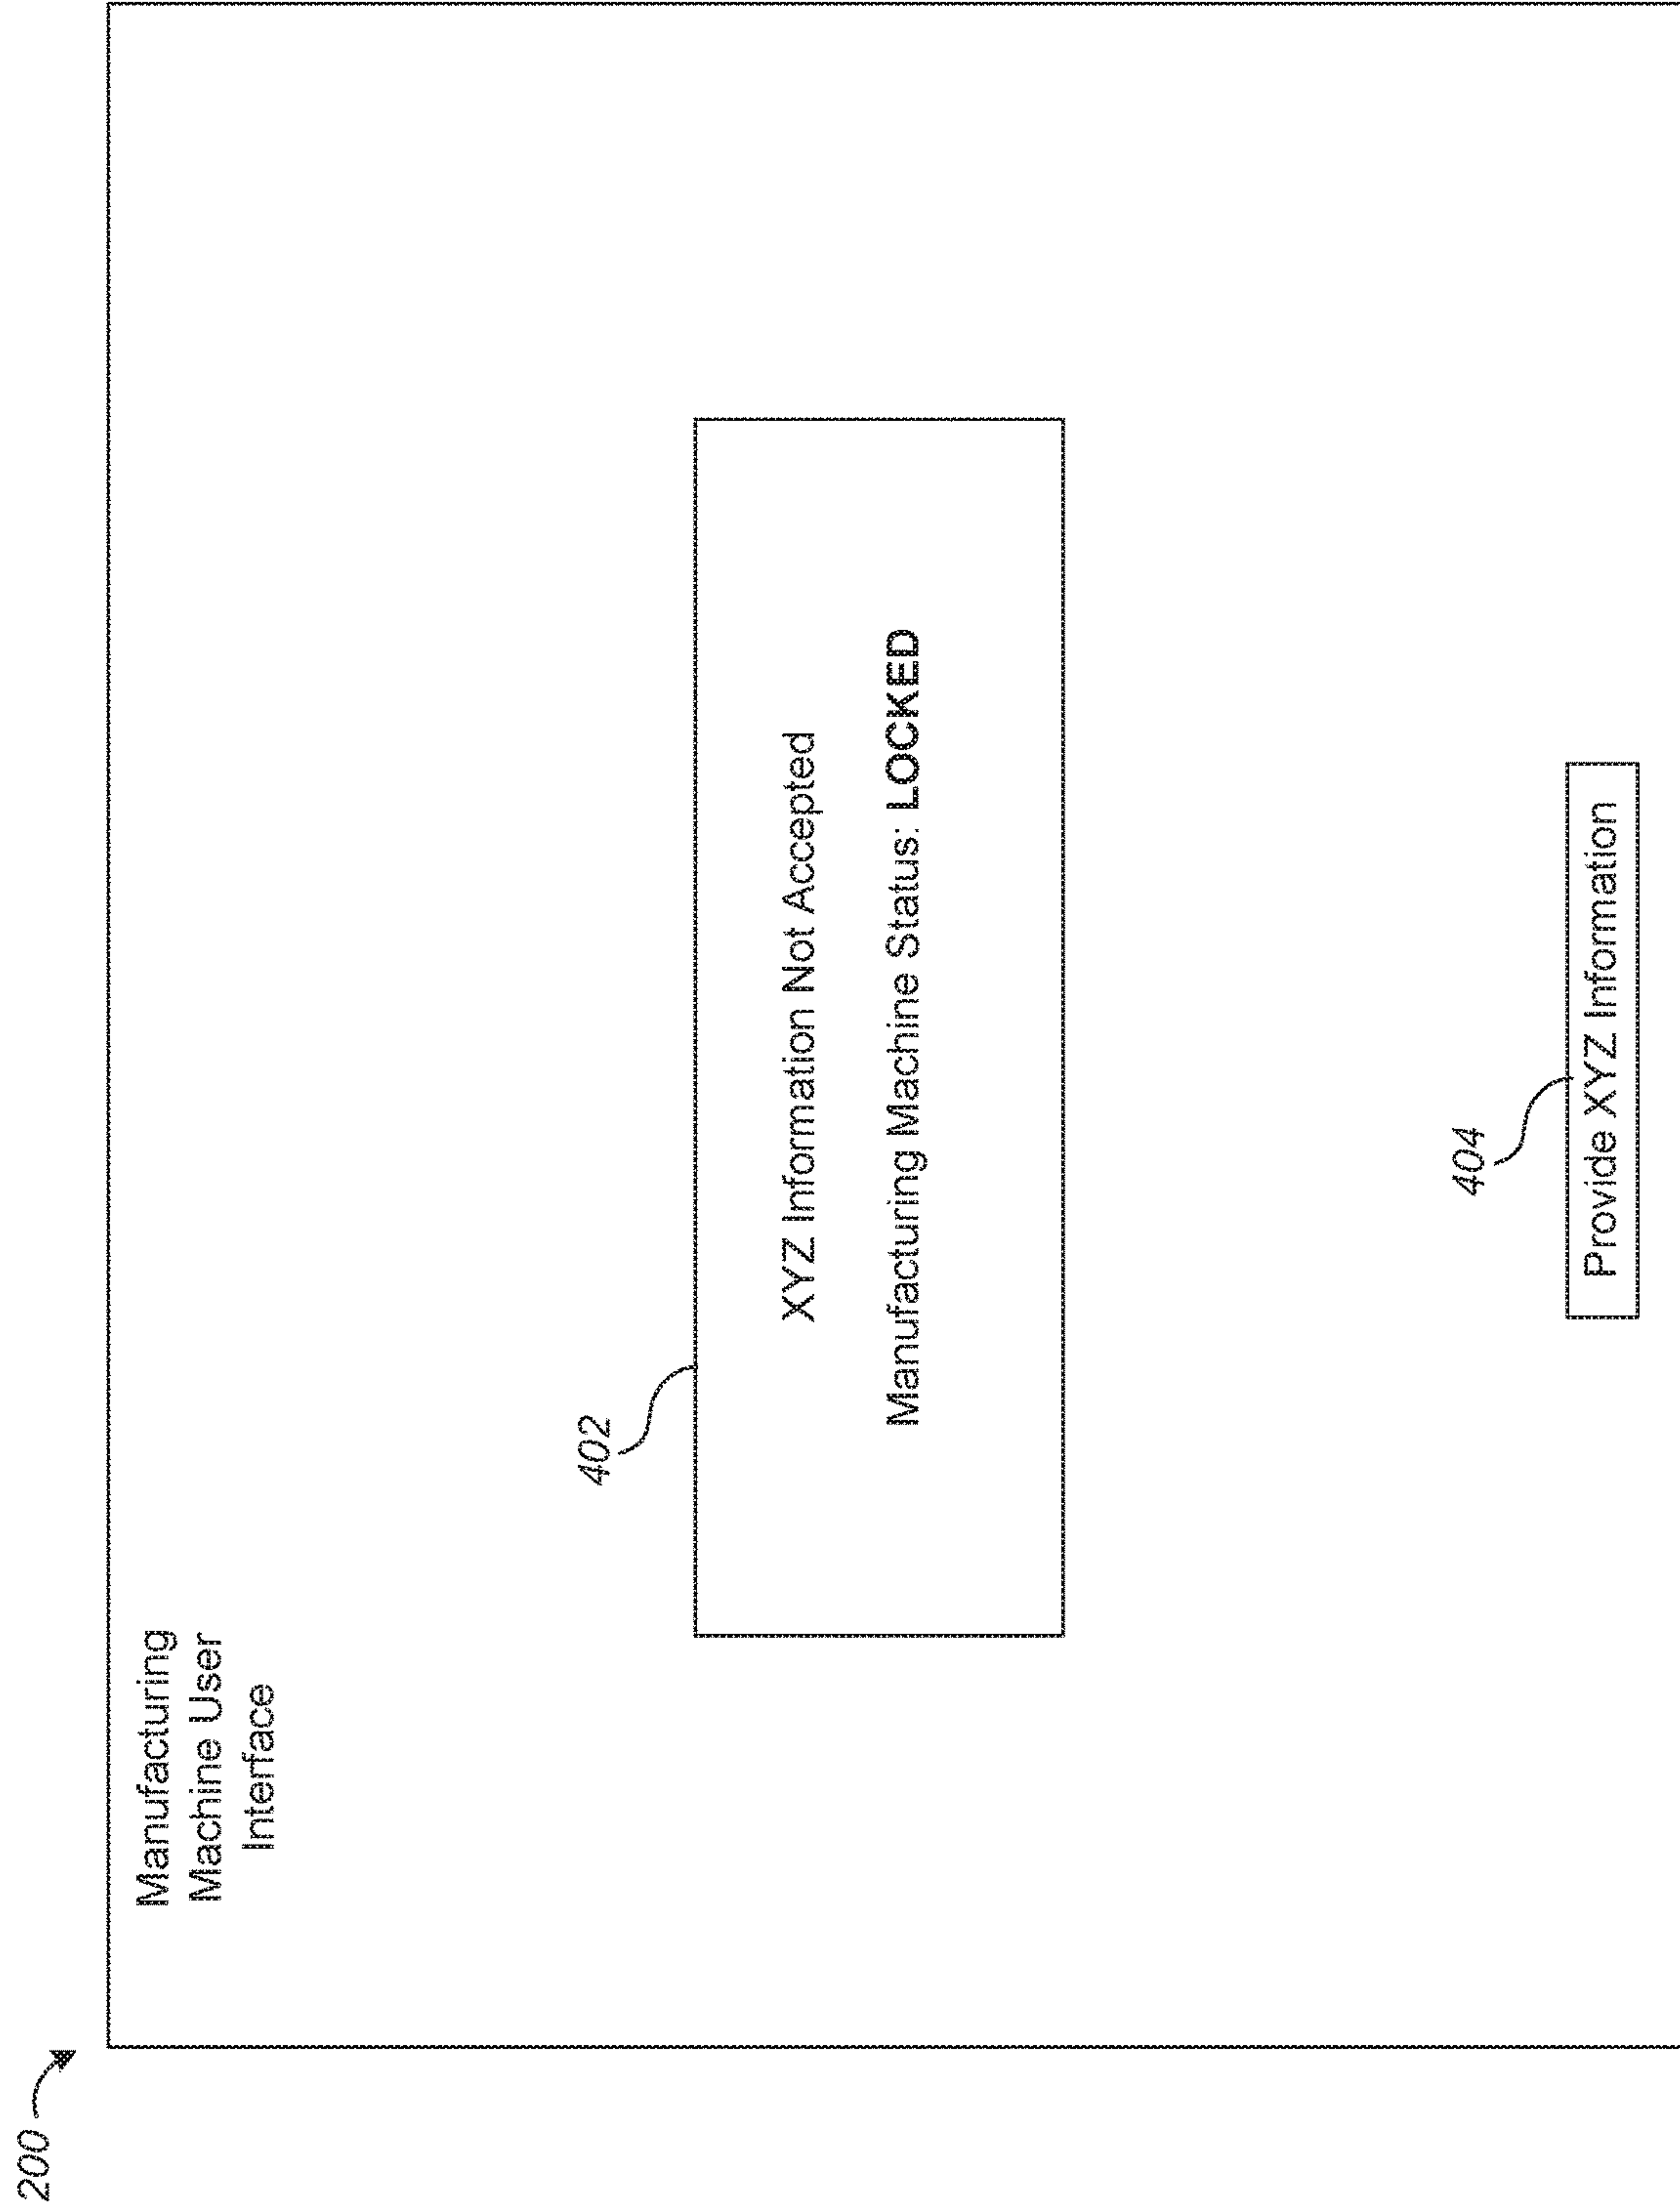 200
Manufacturing
Machine User
Interface
402
XYZ Information Not Accepted
Manufacturing Machine Status: LOCKED
404
Provide XYZ Information